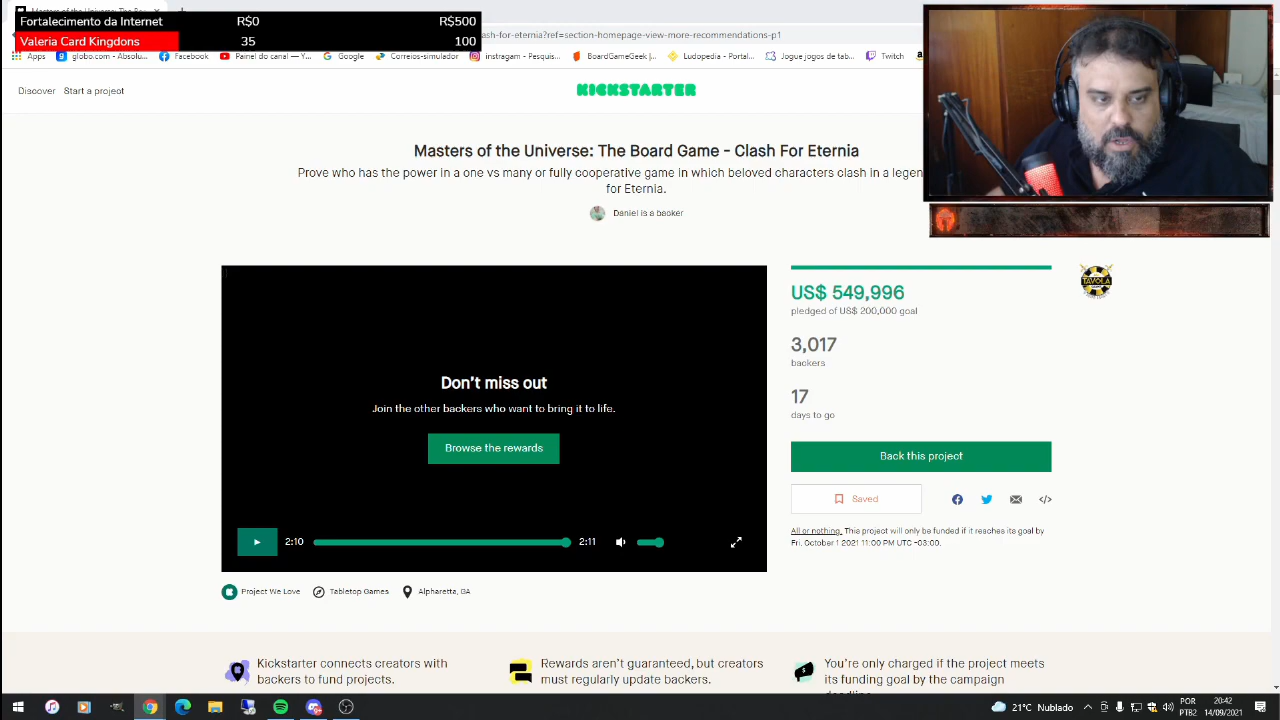 Fortalecimento da Internet R$0 R$500
Valeria Card Kingdons 35 100
ash-for-eternia?ref=section-homepage-view-more-recommendations-p1
Apps globo.com - Absolu... Facebook Painel do canal — Y... Google Correios-simulador instragam - Pesquis... BoardGameGeek |... Ludopedia - Portal... Jogue jogos de tab... Twitch
Discover Start a project
KICKSTARTER
Masters of the Universe: The Board Game - Clash For Eternia
Prove who has the power in a one vs many or fully cooperative game in which beloved characters clash in a legen
for Eternia.
Daniel is a backer
TAVOLA
US$ 549,996
pledged of US$ 200,000 goal
3,017
backers
17
days to go
Don't miss out
Join the other backers who want to bring it to life.
Browse the rewards
Back this project
Saved
All or nothing. This project will only be funded if it reaches its goal by
Fri, October 1 2021 11:00 PM UTC -03:00.
2:10 2:11
Project We Love Tabletop Games Alpharetta, GA
Kickstarter connects creators with
backers to fund projects.
Rewards aren't guaranteed, but creators
must regularly update backers.
You're only charged if the project meets
its funding goal by the campaign
21°C Nublado
POR
PTB2
20:42
14/09/2021